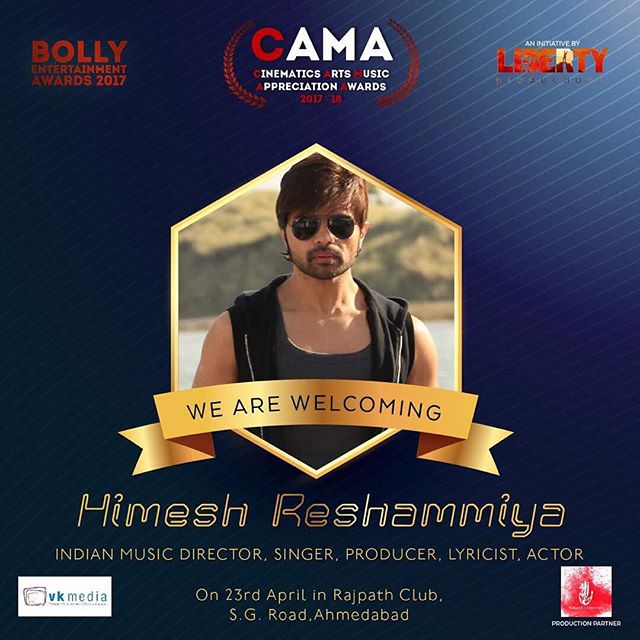 BOLLY
ENTERTAINMENT
AWARDS 2017
CAMA
CINEMATICS ARTS MUSIC
APPRECIATION AWARDS
2017 - 18
AN INITIATIVE BY
LIBERTY
productions
WE ARE WELCOMING
Himesh Reshammiya
INDIAN MUSIC DIRECTOR, SINGER, PRODUCER, LYRICIST, ACTOR
On 23rd April in Rajpath Club,
S.G. Road,Ahmedabad
vkmedia
PRODUCTION PARTNER